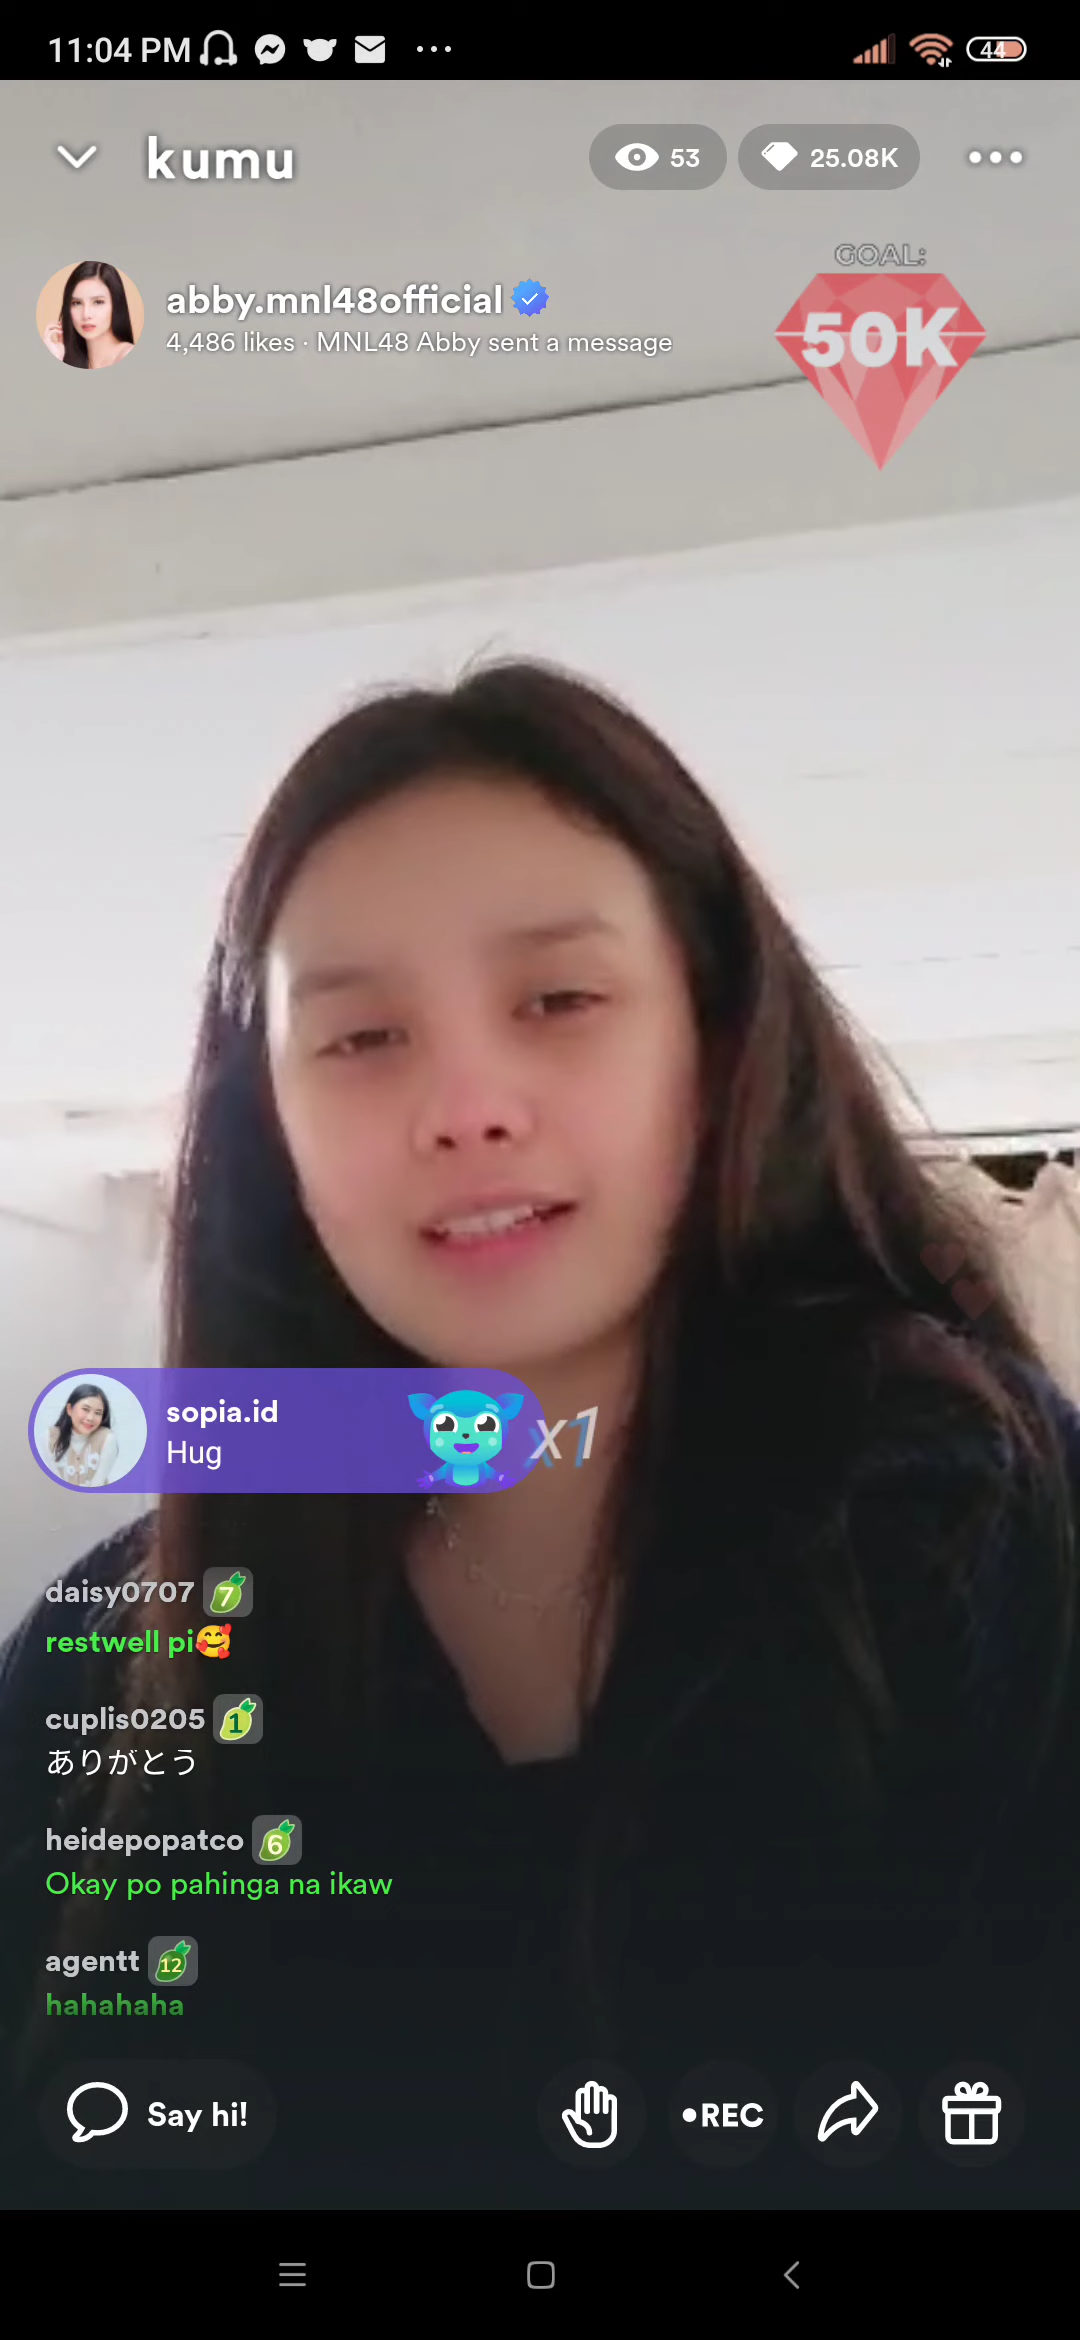 11:04 PM
44
kumu
53
25.08K
GOAL:
50K
abby.mnl48official
4,486 likes · MNL48 Abby sent a message
sopia.id
Hug
x1
daisy0707 7
restwell pi🥰
cuplis0205 1
ありがとう
heidepopatco 6
Okay po pahinga na ikaw
agentt 12
hahahaha
Say hi!
•REC